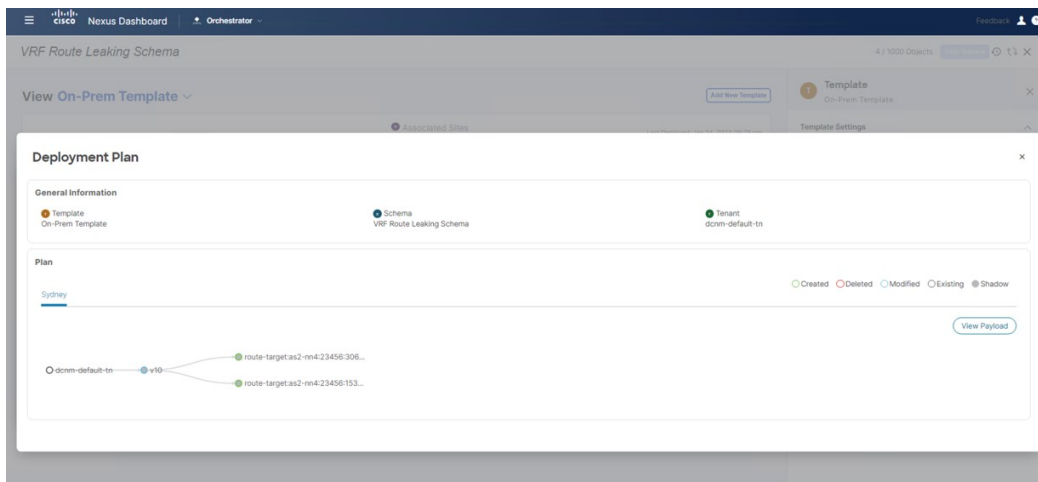 cisco Nexus Dashboard Orchestrator Feedback
VRF Route Leaking Schema 4 / 1000 Objects
View On-Prem Template Add New Template Template
On-Prem Template
Associated Sites Template Settings
Deployment Plan
General Information
Template Schema Tenant
On-Prem Template VRF Route Leaking Schema dcnm-default-tn
Plan
Sydney Created Deleted Modified Existing Shadow
View Payload
route-target:as2-nn4:23456:306...
dcnm-default-tn v10
route-target:as2-nn4:23456:153...